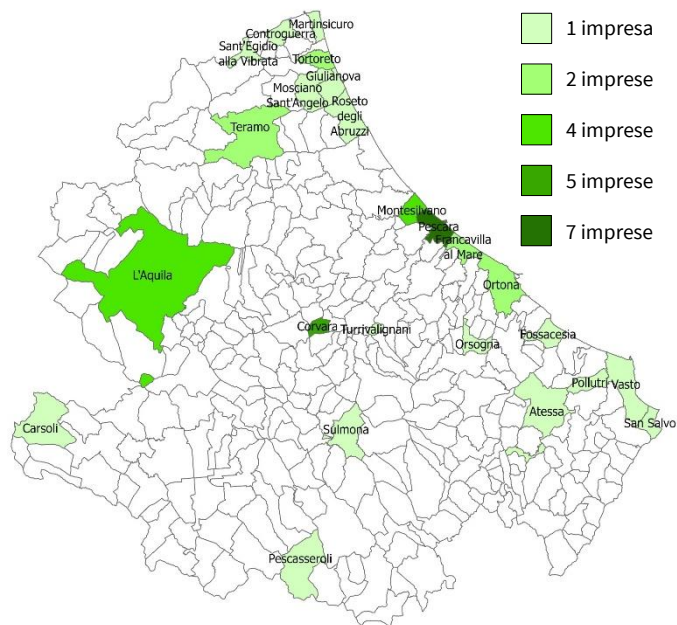 Martinsicuro
Controguerra
Sant'Egidio
alla Vibrata
Tortoreto
Giulianova
Mosciano
Sant'Angelo
Roseto
degli
Abruzzi
Teramo
Montesilvano
Pescara
Francavilla
al Mare
L'Aquila
Ortona
Corvara
Turrivalignani
Orsogna
Fossacesia
Pollutri
Vasto
Atessa
San Salvo
Carsoli
Sulmona
Pescasseroli
1 impresa
2 imprese
4 imprese
5 imprese
7 imprese